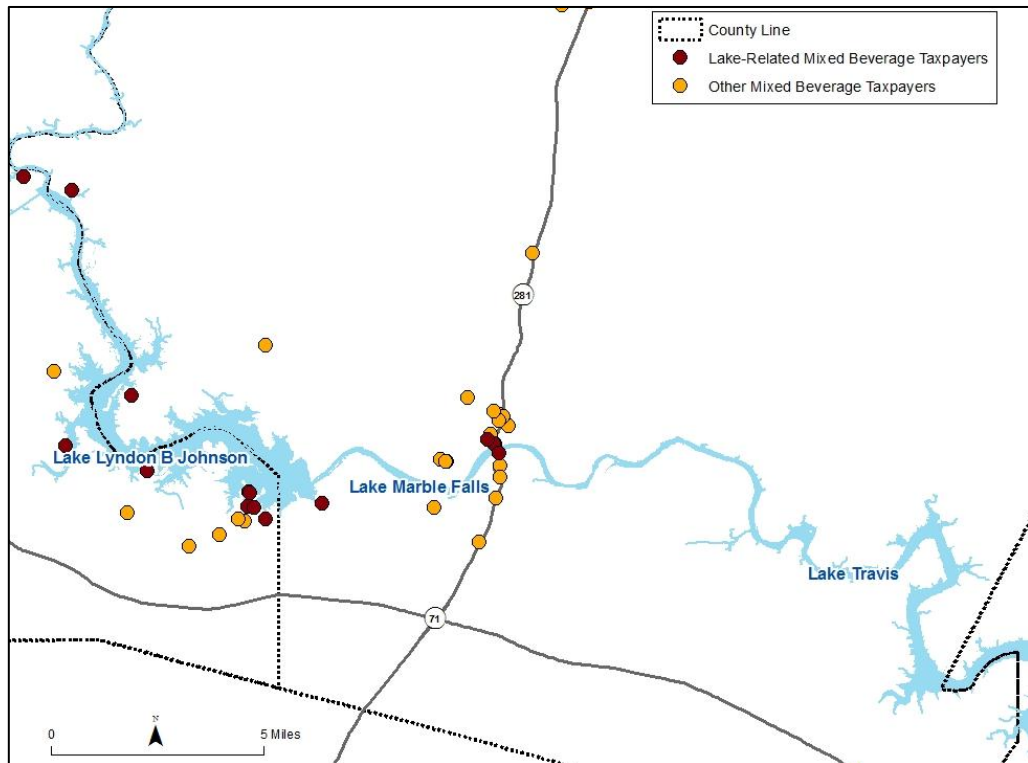 County Line
Lake-Related Mixed Beverage Taxpayers
Other Mixed Beverage Taxpayers
281
Lake Lyndon B Johnson
Lake Marble Falls
Lake Travis
71
N
0
5 Miles